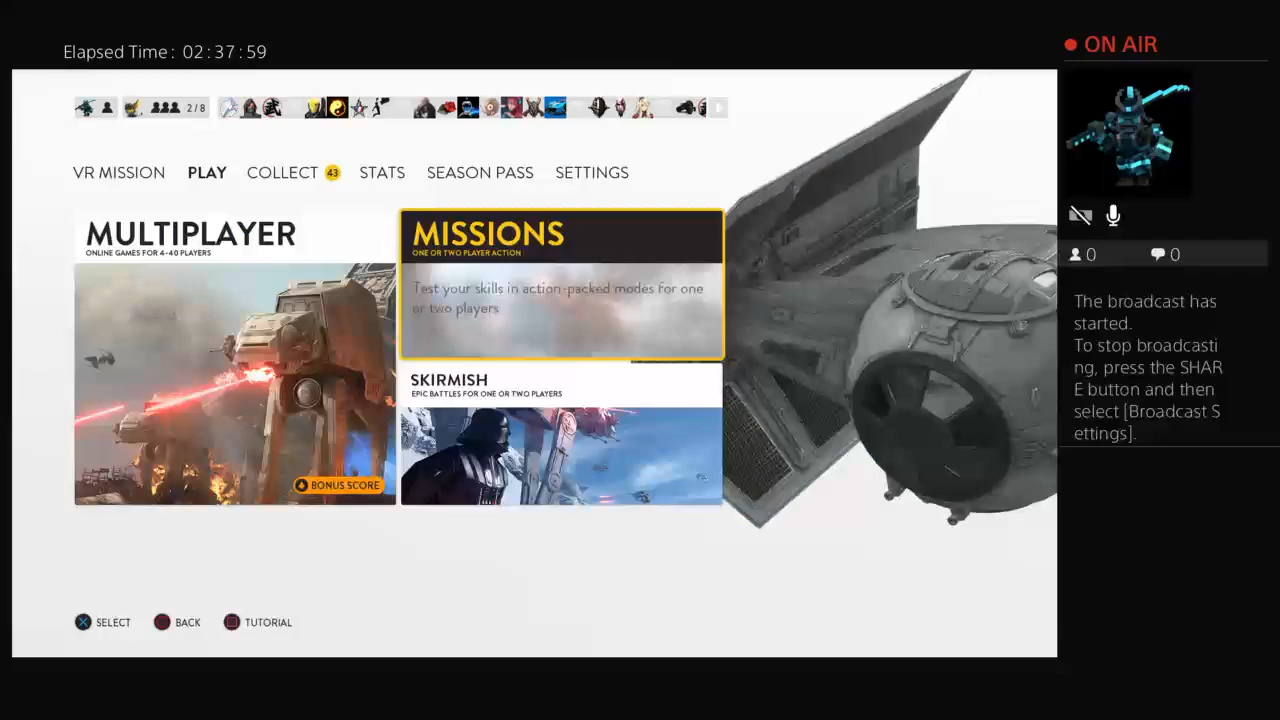 Elapsed Time: 02:37:59
ON AIR
2/8
VR MISSION PLAY COLLECT 43 STATS SEASON PASS SETTINGS
MULTIPLAYER
ONLINE GAMES FOR 4-40 PLAYERS
BONUS SCORE
MISSIONS
ONE OR TWO PLAYER ACTION
Test your skills in action-packed modes for one
or two players
SKIRMISH
EPIC BATTLES FOR ONE OR TWO PLAYERS
SELECT BACK TUTORIAL
0 0
The broadcast has
started.
To stop broadcasti
ng, press the SHAR
E button and then
select [Broadcast S
ettings].